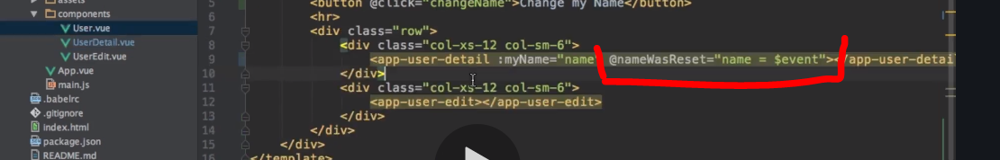 assets
components
User.vue
UserDetail.vue
UserEdit.vue
App.vue
main.js
.babelrc
.gitignore
index.html
package.json
README.md
5 <button @click="changeName">Change my Name</button>
6 <hr>
7 <div class="row">
8 <div class="col-xs-12 col-sm-6">
9 <app-user-detail :myName="name" @nameWasReset="name = $event"></app-user-detail
10 </div>
11 <div class="col-xs-12 col-sm-6">
12 <app-user-edit></app-user-edit>
13 </div>
14 </div>
15 </div>
16 </template>